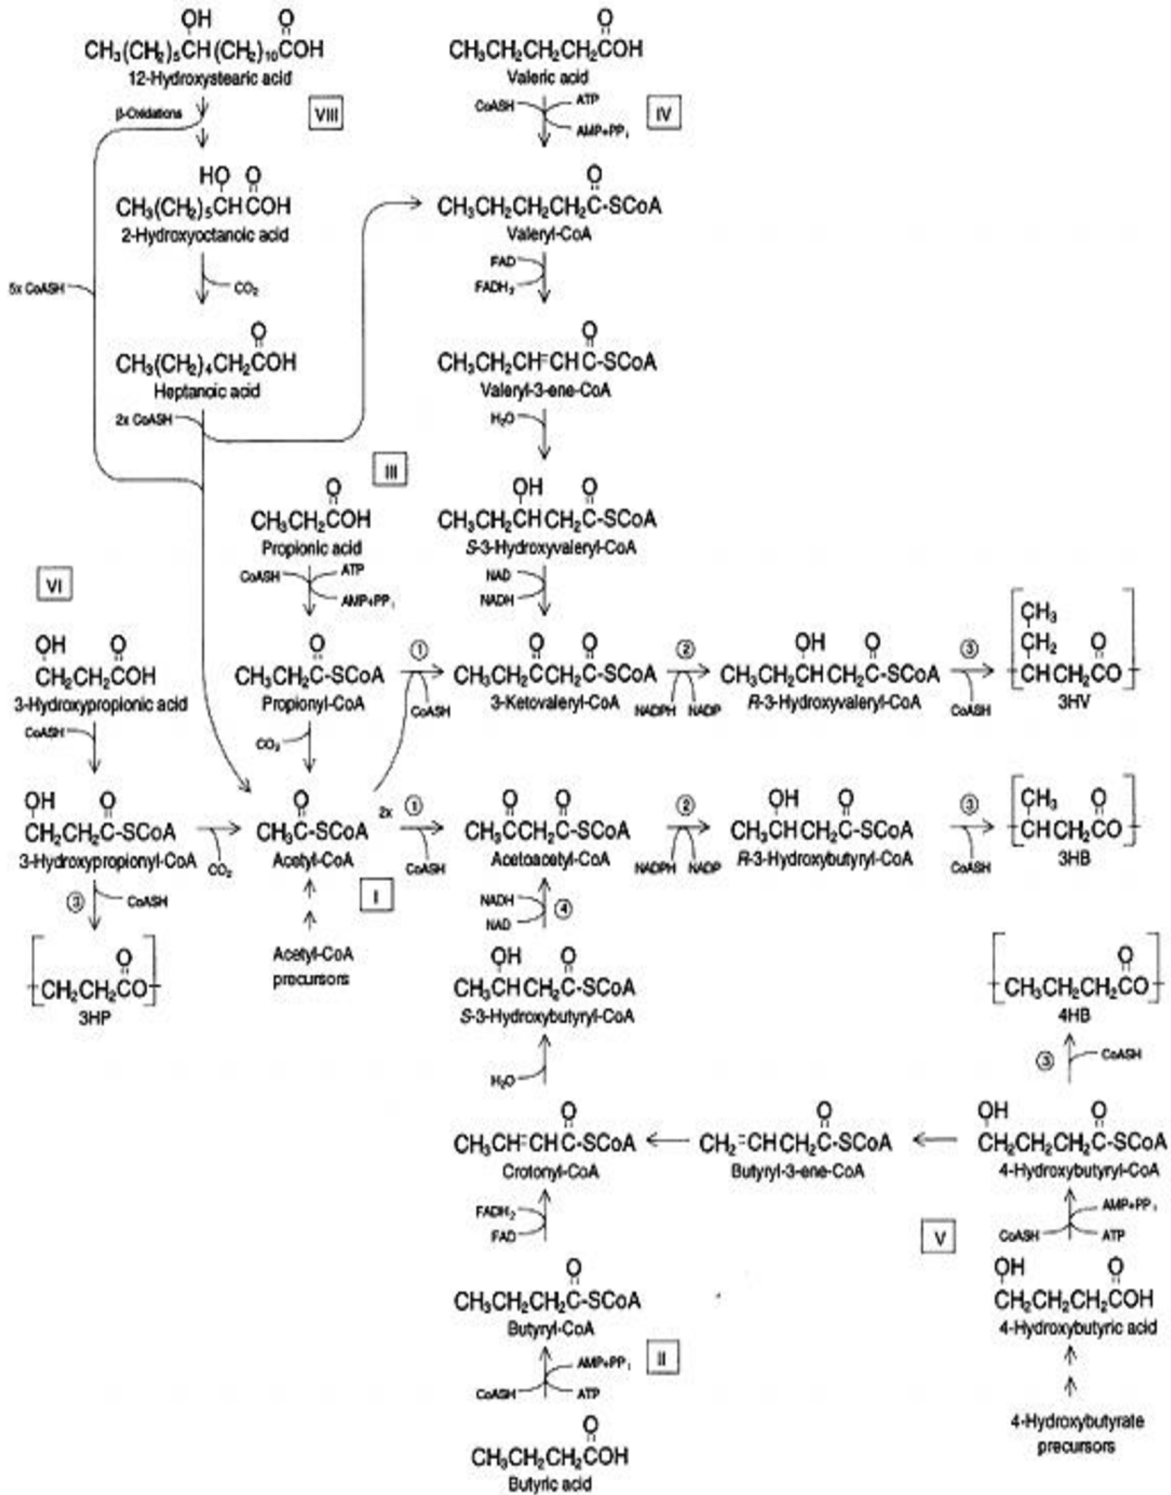 OH O
CH₃(CH₂)₅CH(CH₂)₁₀COH
12-Hydroxystearic acid
β-Oxidations
VIII
HO O
CH₃(CH₂)₅CHCOH
2-Hydroxyoctanoic acid
5x CoASH
CO₂
O
CH₃(CH₂)₄CH₂COH
Heptanoic acid
2x CoASH
O
CH₃CH₂CH₂CH₂COH
Valeric acid
CoASH
ATP
AMP+PPᵢ
IV
O
CH₃CH₂CH₂CH₂C-SCoA
Valeryl-CoA
FAD
FADH₂
O
CH₃CH₂CH=CHC-SCoA
Valeryl-3-ene-CoA
H₂O
OH O
CH₃CH₂CHCH₂C-SCoA
S-3-Hydroxyvaleryl-CoA
NAD
NADH
III
O
CH₃CH₂COH
Propionic acid
CoASH
ATP
AMP+PPᵢ
O
CH₃CH₂C-SCoA
Propionyl-CoA
CO₂
①
CoASH
O O
CH₃CH₂CCH₂C-SCoA
3-Ketovaleryl-CoA
②
NADPH NADP
OH O
CH₃CH₂CHCH₂C-SCoA
R-3-Hydroxyvaleryl-CoA
③
CoASH
CH₃
CH₂ O
CHCH₂CO
3HV
VI
OH O
CH₂CH₂COH
3-Hydroxypropionic acid
CoASH
OH O
CH₂CH₂C-SCoA
3-Hydroxypropionyl-CoA
CO₂
③
CoASH
O
CH₂CH₂CO
3HP
O
CH₃C-SCoA
Acetyl-CoA
I
Acetyl-CoA
precursors
2x
①
CoASH
O O
CH₃CCH₂C-SCoA
Acetoacetyl-CoA
②
NADPH NADP
OH O
CH₃CHCH₂C-SCoA
R-3-Hydroxybutyryl-CoA
③
CoASH
CH₃ O
CHCH₂CO
3HB
NADH
NAD
④
OH O
CH₃CHCH₂C-SCoA
S-3-Hydroxybutyryl-CoA
H₂O
O
CH₃CH=CHC-SCoA
Crotonyl-CoA
O
CH₂=CHCH₂C-SCoA
Butyryl-3-ene-CoA
O
CH₂CH₂CH₂CO
4HB
③
CoASH
OH O
CH₂CH₂CH₂C-SCoA
4-Hydroxybutyryl-CoA
AMP+PPᵢ
CoASH
ATP
V
OH O
CH₂CH₂CH₂COH
4-Hydroxybutyric acid
4-Hydroxybutyrate
precursors
FADH₂
FAD
O
CH₃CH₂CH₂C-SCoA
Butyryl-CoA
AMP+PPᵢ
CoASH
ATP
II
O
CH₃CH₂CH₂COH
Butyric acid